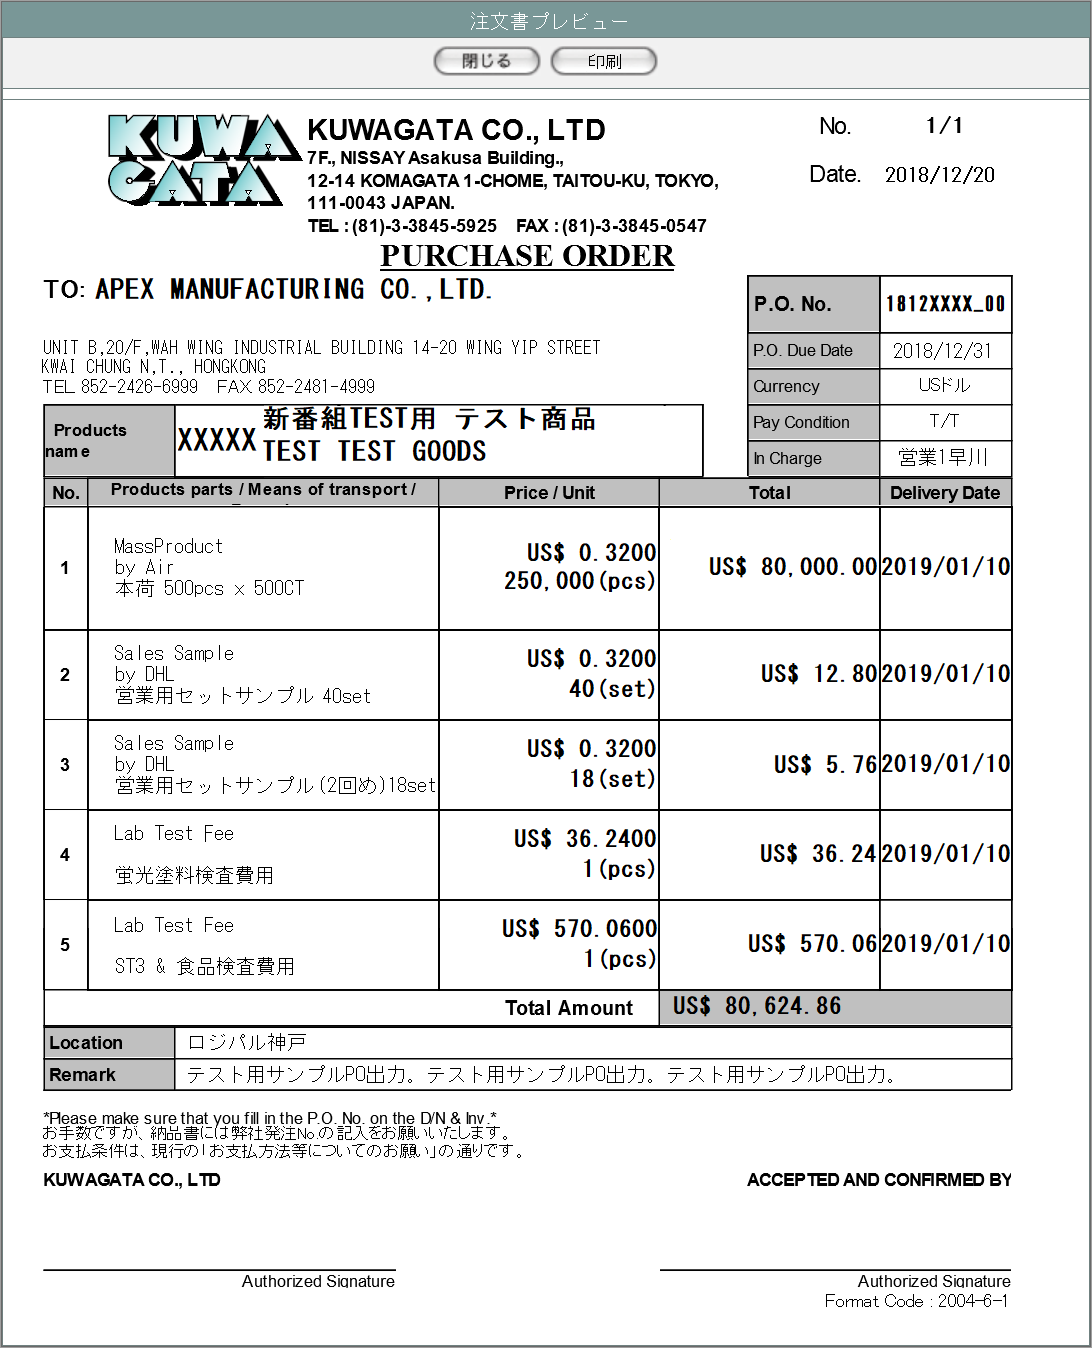 注文書プレビュー
閉じる 印刷
KUWA
GATA
KUWAGATA CO., LTD
7F., NISSAY Asakusa Building.,
12-14 KOMAGATA 1-CHOME, TAITOU-KU, TOKYO,
111-0043 JAPAN.
TEL : (81)-3-3845-5925 FAX : (81)-3-3845-0547
No. 1/1
Date. 2018/12/20
PURCHASE ORDER
TO: APEX MANUFACTURING CO.,LTD.
UNIT B,20/F,WAH WING INDUSTRIAL BUILDING 14-20 WING YIP STREET
KWAI CHUNG N,T., HONGKONG
TEL 852-2426-6999 FAX 852-2481-4999
P.O. No. 1812XXXX_00
P.O. Due Date 2018/12/31
Currency USドル
Pay Condition T/T
In Charge 営業1早川
Products name XXXXX 新番組TEST用 テスト商品
TEST TEST GOODS
No. Products parts / Means of transport / Price / Unit Total Delivery Date
1 MassProduct
by Air
本荷 500pcs x 500CT
US$ 0.3200
250,000(pcs)
US$ 80,000.00 2019/01/10
2 Sales Sample
by DHL
営業用セットサンプル 40set
US$ 0.3200
40(set)
US$ 12.80 2019/01/10
3 Sales Sample
by DHL
営業用セットサンプル(2回め)18set
US$ 0.3200
18(set)
US$ 5.76 2019/01/10
4 Lab Test Fee
蛍光塗料検査費用
US$ 36.2400
1(pcs)
US$ 36.24 2019/01/10
5 Lab Test Fee
ST3 & 食品検査費用
US$ 570.0600
1(pcs)
US$ 570.06 2019/01/10
Total Amount US$ 80,624.86
Location ロジパル神戸
Remark テスト用サンプルPO出力。テスト用サンプルPO出力。テスト用サンプルPO出力。
*Please make sure that you fill in the P.O. No. on the D/N & Inv.*
お手数ですが、納品書には弊社発注No.の記入をお願いいたします。
お支払条件は、現行の「お支払方法等についてのお願い」の通りです。
KUWAGATA CO., LTD ACCEPTED AND CONFIRMED BY
Authorized Signature Authorized Signature
Format Code : 2004-6-1